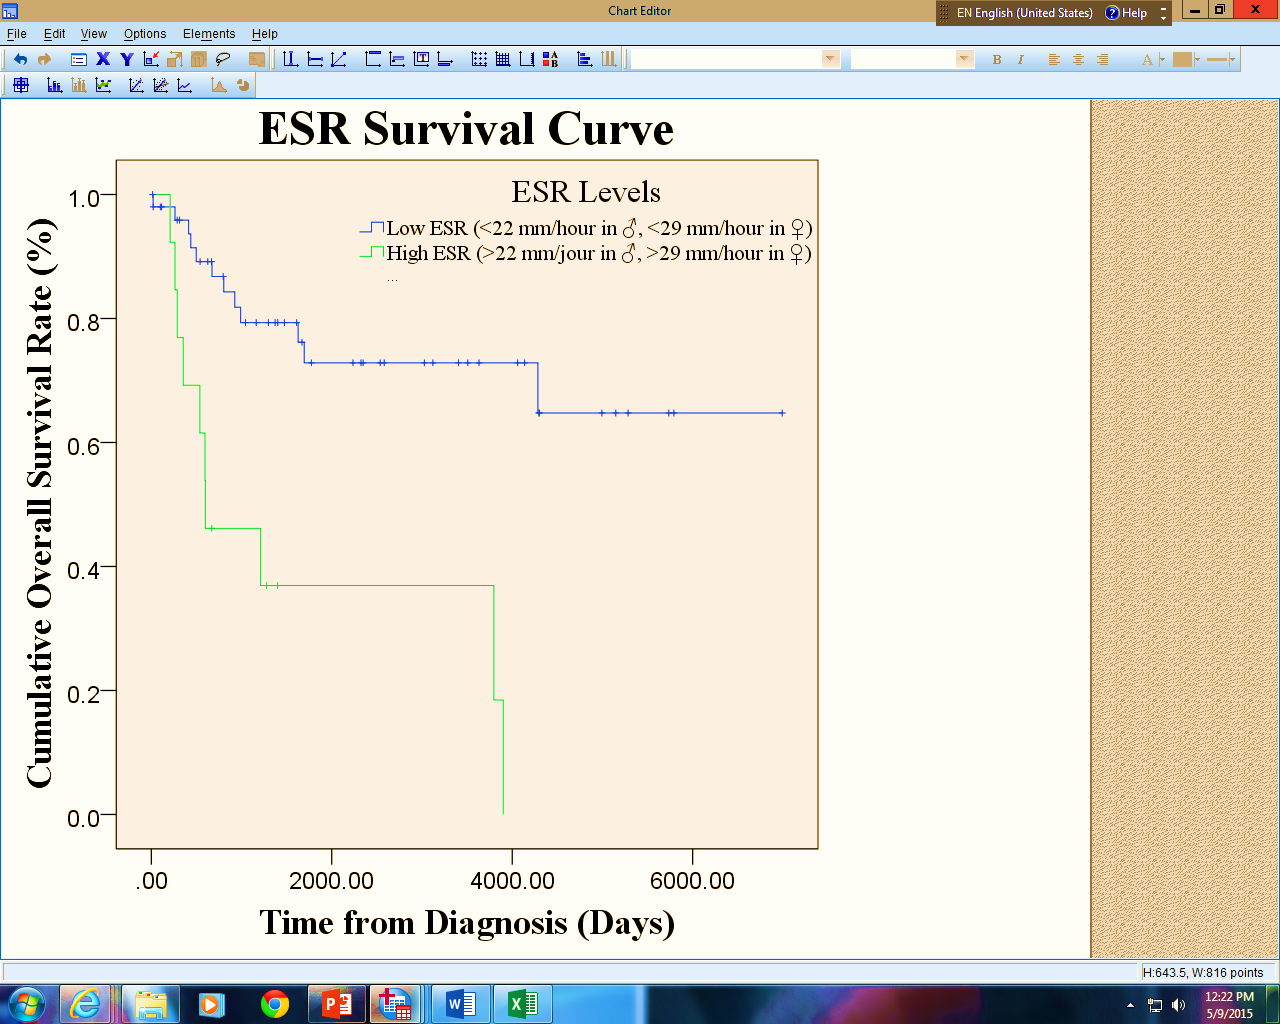 Chart Editor
EN English (United States) ? Help
File Edit View Options Elements Help
X Y T A B B I A
ESR Survival Curve
ESR Levels
Low ESR (<22 mm/hour in ♂, <29 mm/hour in ♀)
High ESR (>22 mm/jour in ♂, >29 mm/hour in ♀)
...
Cumulative Overall Survival Rate (%)
1.0
0.8
0.6
0.4
0.2
0.0
.00 2000.00 4000.00 6000.00
Time from Diagnosis (Days)
H:643.5, W:816 points
12:22 PM
5/9/2015